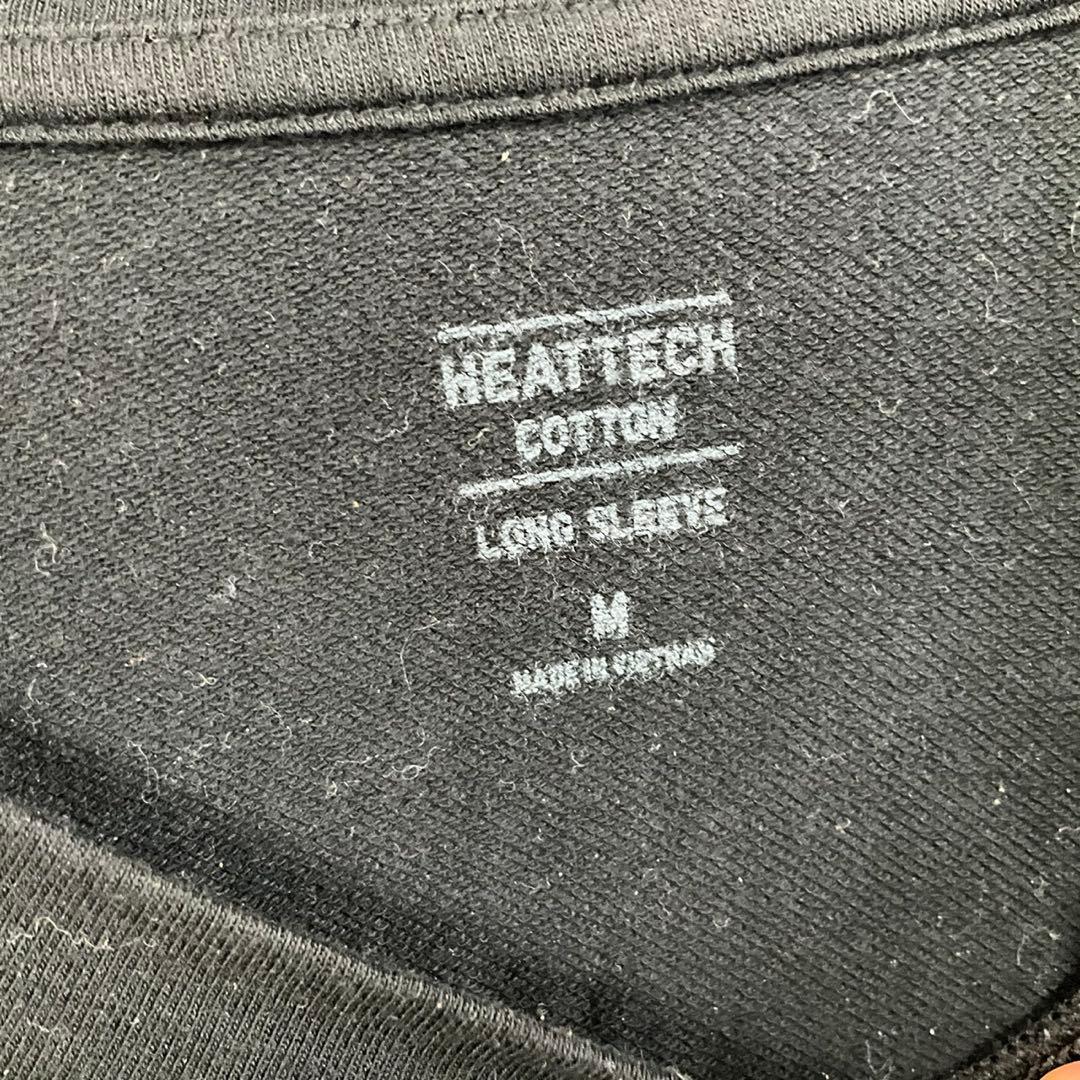 HEATTECH
COTTON
LONG SLEEVE
M
MADE IN VIETNAM